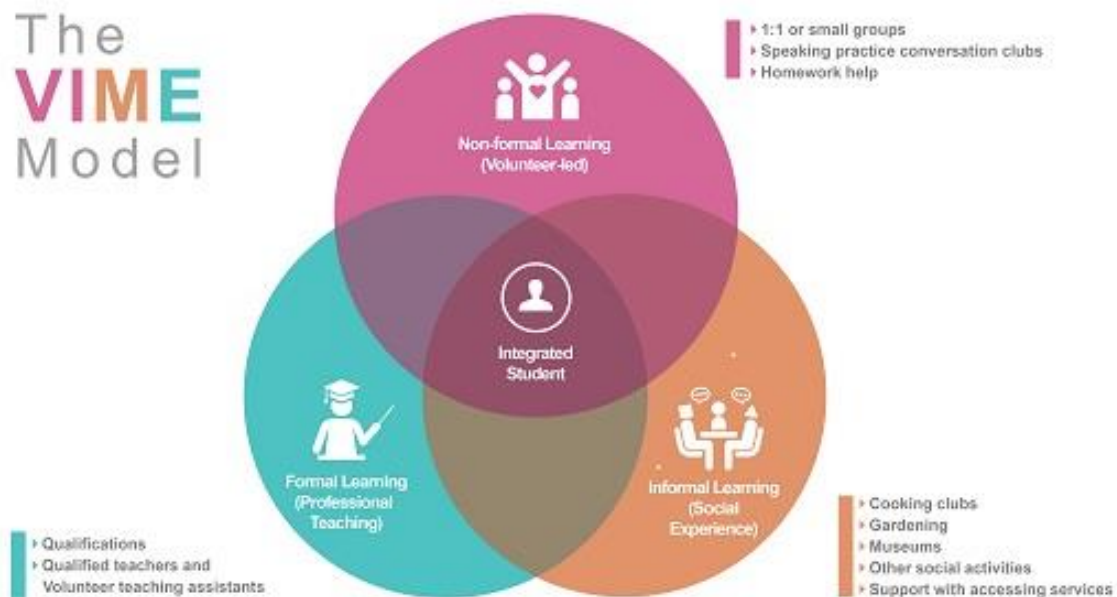 The
VIME
Model
1:1 or small groups
Speaking practice conversation clubs
Homework help
Non-formal Learning
(Volunteer-led)
Integrated
Student
Formal Learning
(Professional
Teaching)
Informal Learning
(Social
Experience)
Qualifications
Qualified teachers and
Volunteer teaching assistants
Cooking clubs
Gardening
Museums
Other social activities
Support with accessing services